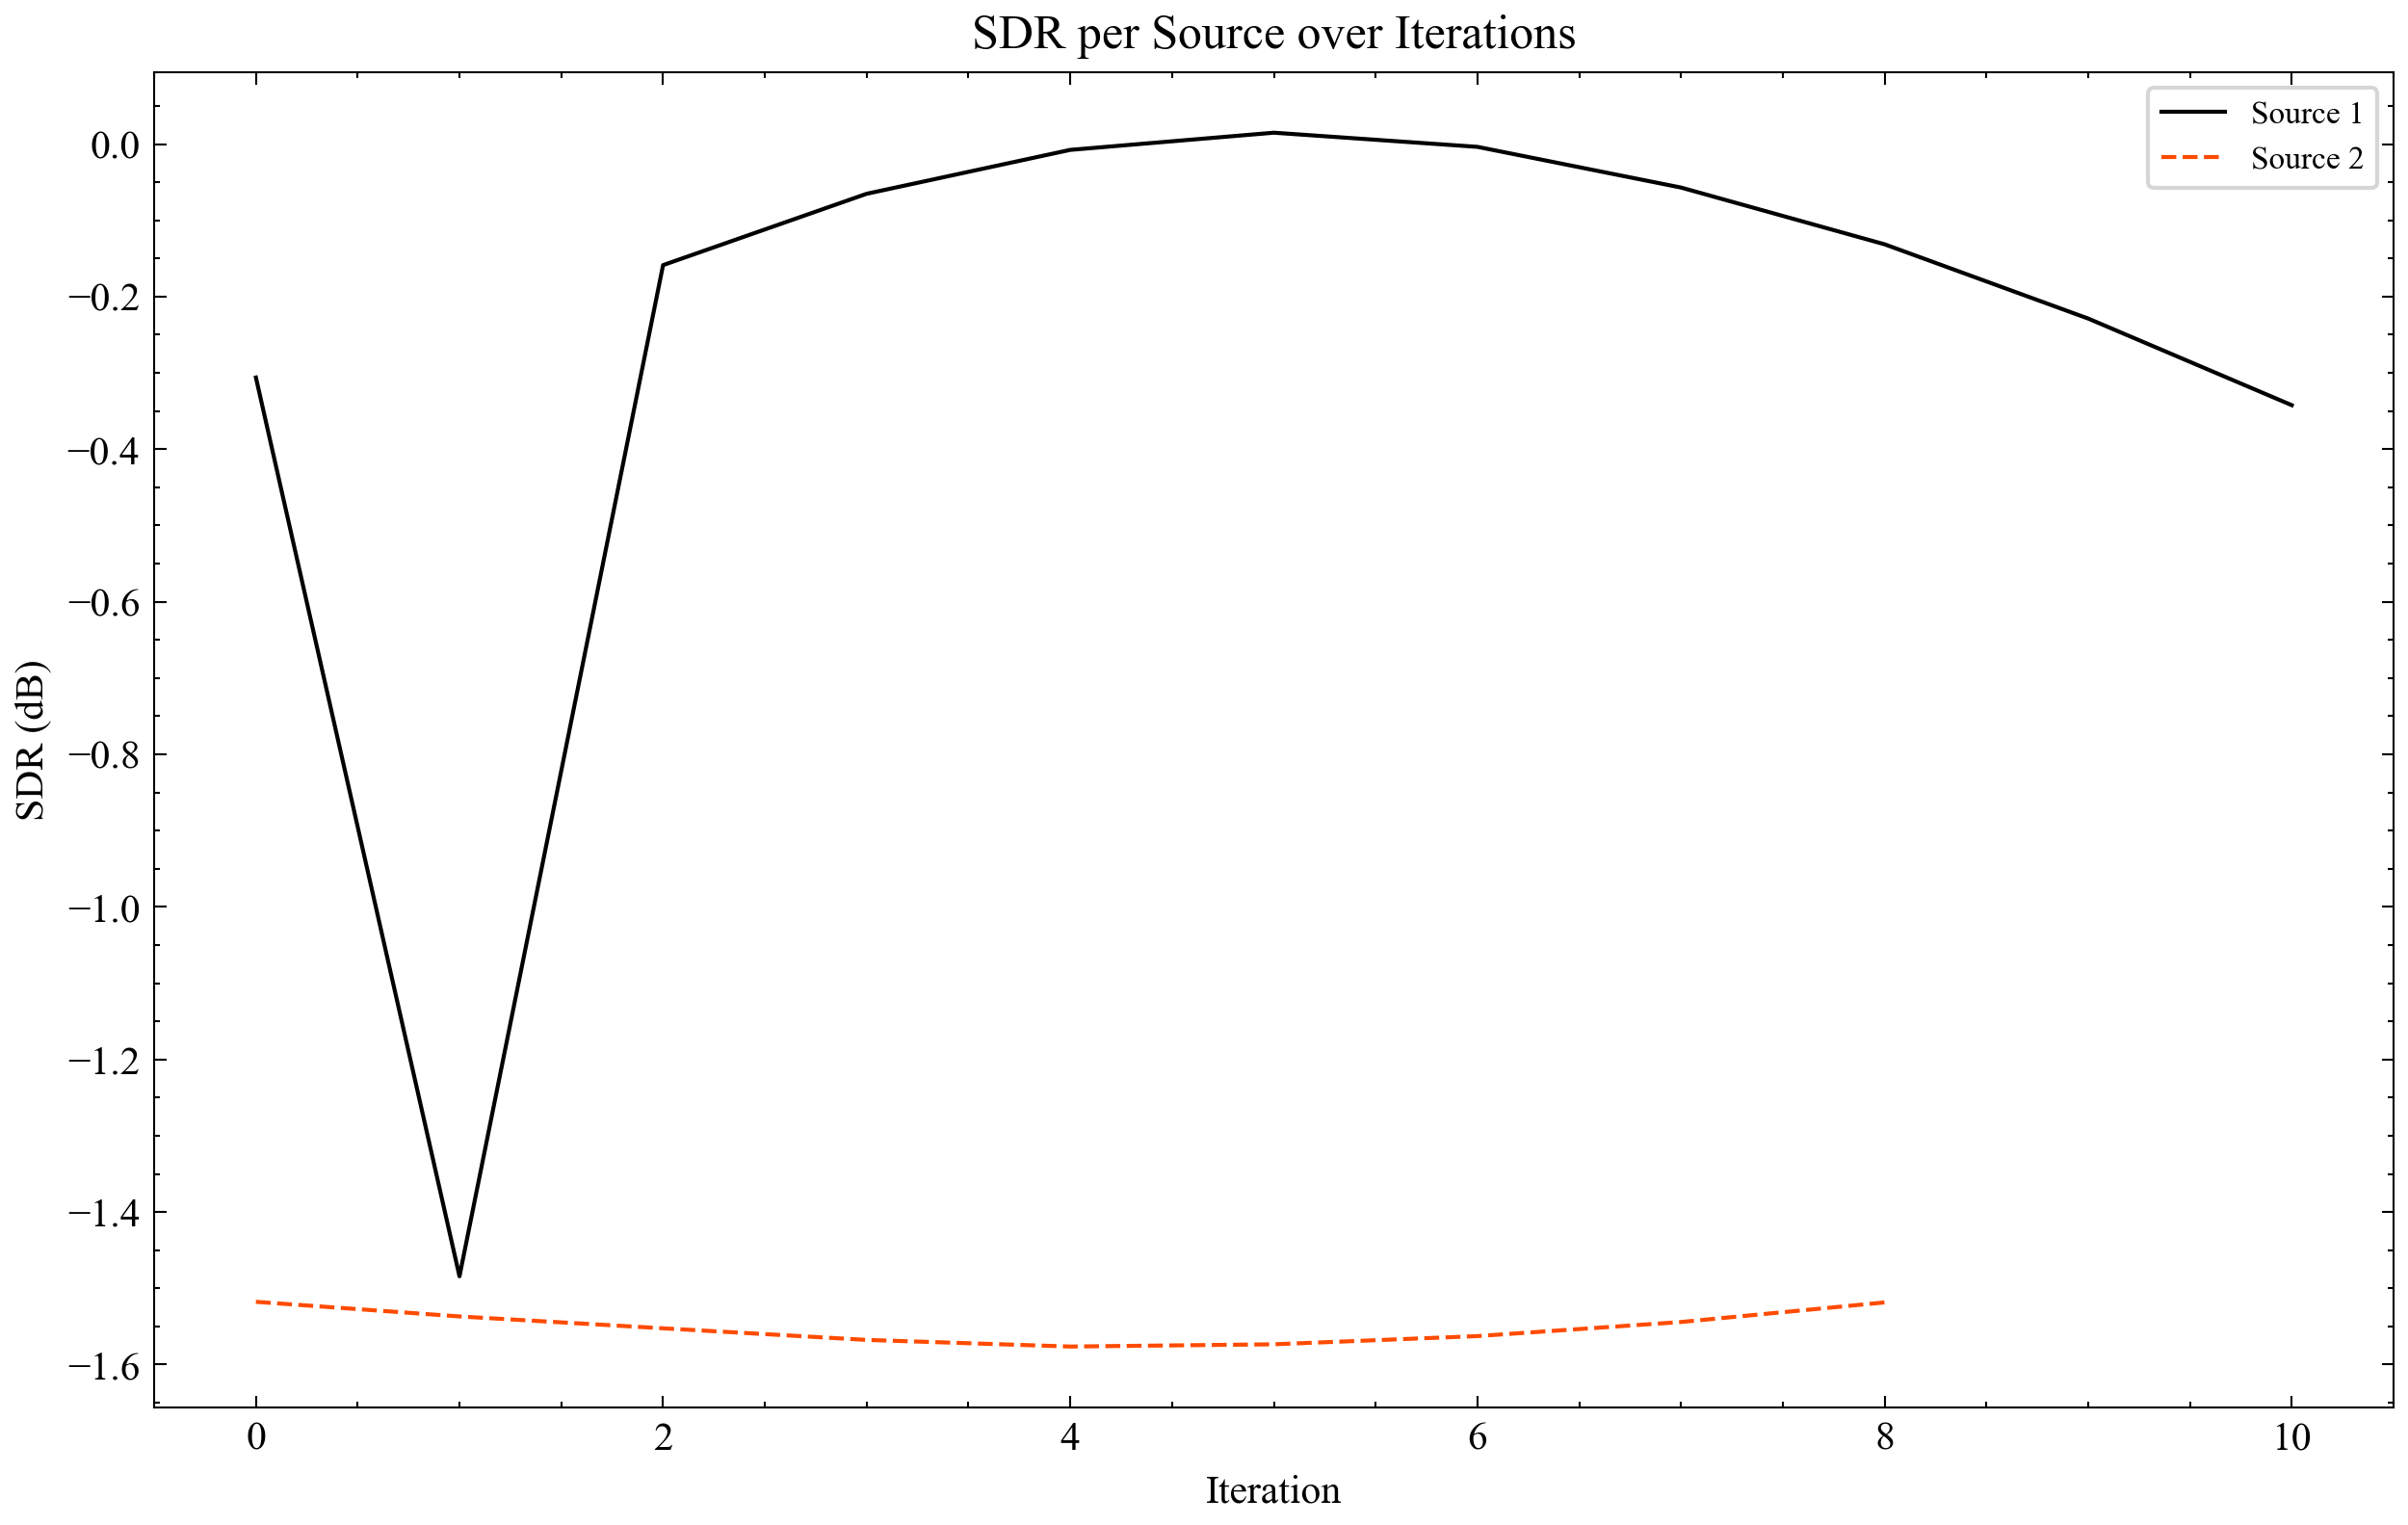 SDR per Source over Iterations
Source 1
Source 2
0.0
−0.2
−0.4
−0.6
−0.8
−1.0
−1.2
−1.4
−1.6
SDR (dB)
0 2 4 6 8 10
Iteration